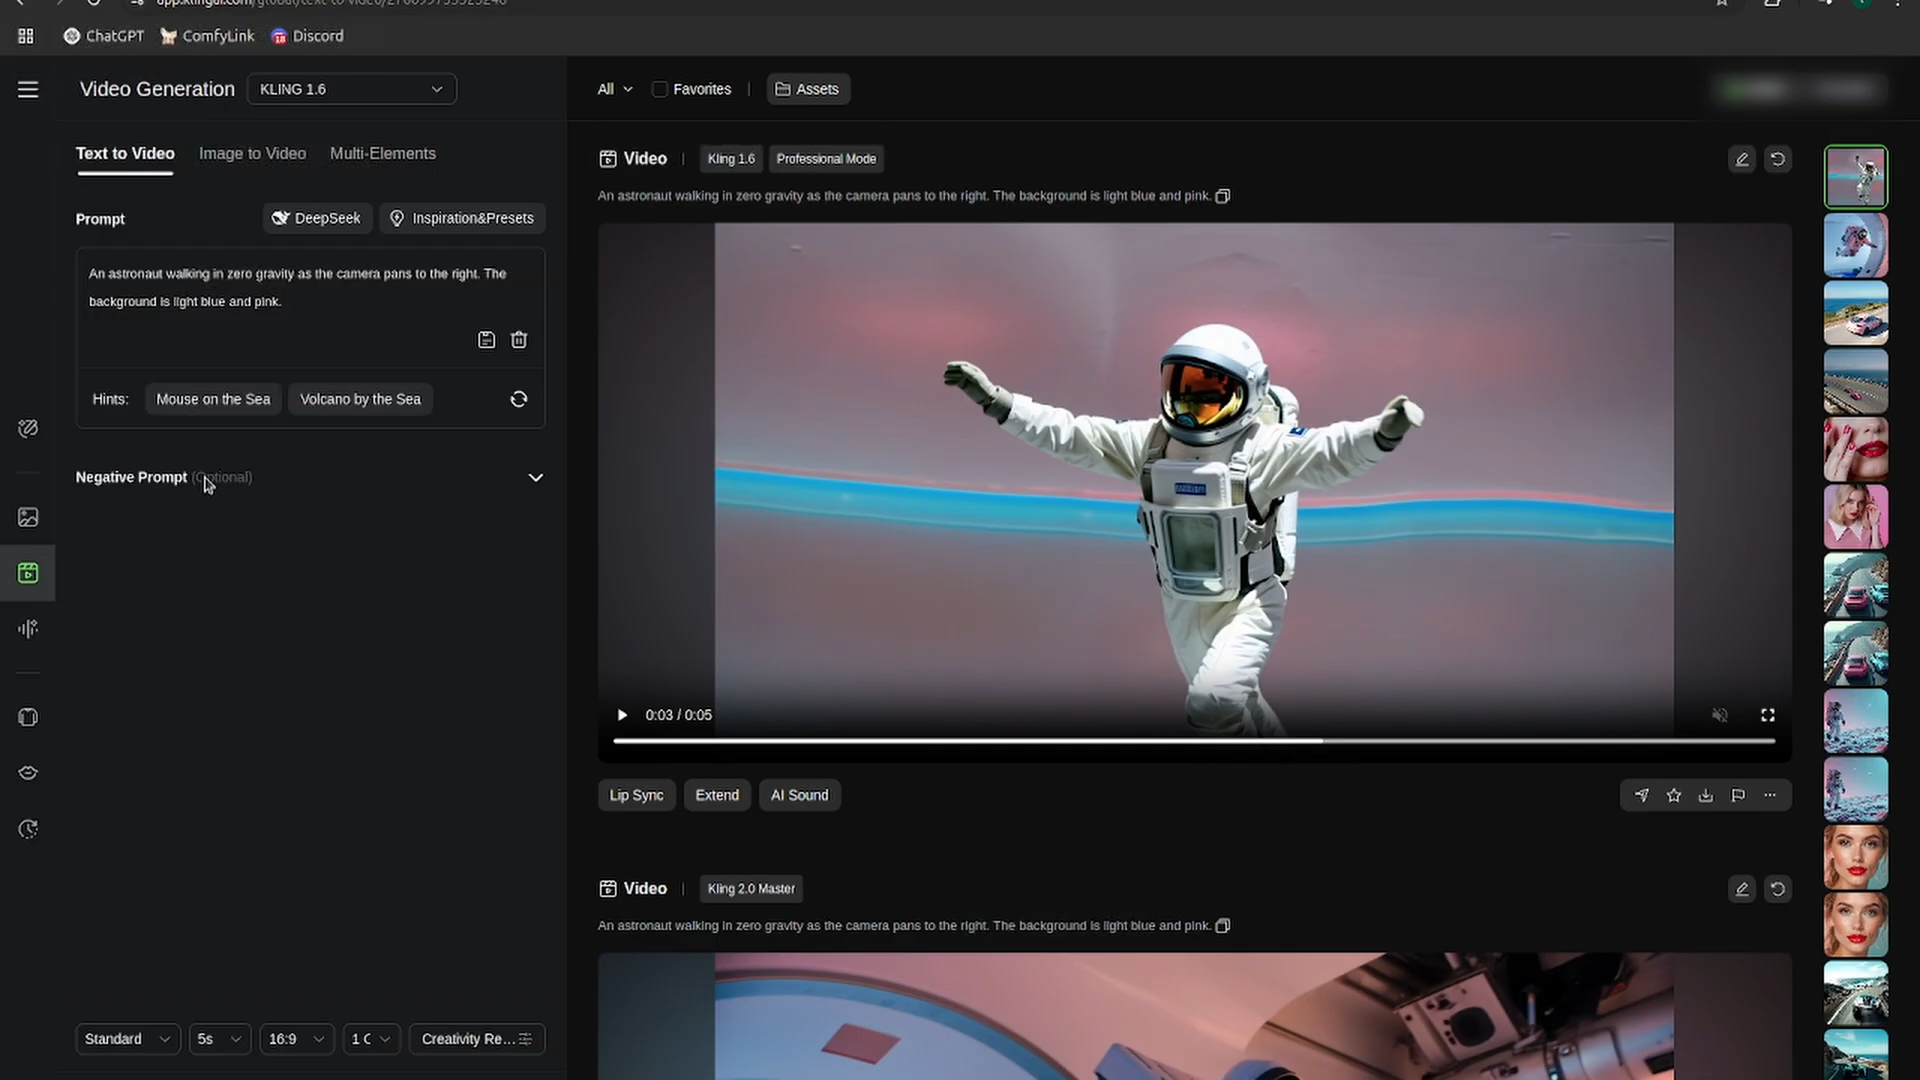 ChatGPT
ComfyLink
Discord
Video Generation
KLING 1.6
All
Favorites
Assets
Text to Video
Image to Video
Multi-Elements
Prompt
DeepSeek
Inspiration&Presets
An astronaut walking in zero gravity as the camera pans to the right. The
background is light blue and pink.
Hints:
Mouse on the Sea
Volcano by the Sea
Negative Prompt (Optional)
Standard
5s
16:9
Creativity Re...
Video
Kling 1.6
Professional Mode
An astronaut walking in zero gravity as the camera pans to the right. The background is light blue and pink.
0:03 / 0:05
Lip Sync
Extend
AI Sound
Video
Kling 2.0 Master
An astronaut walking in zero gravity as the camera pans to the right. The background is light blue and pink.